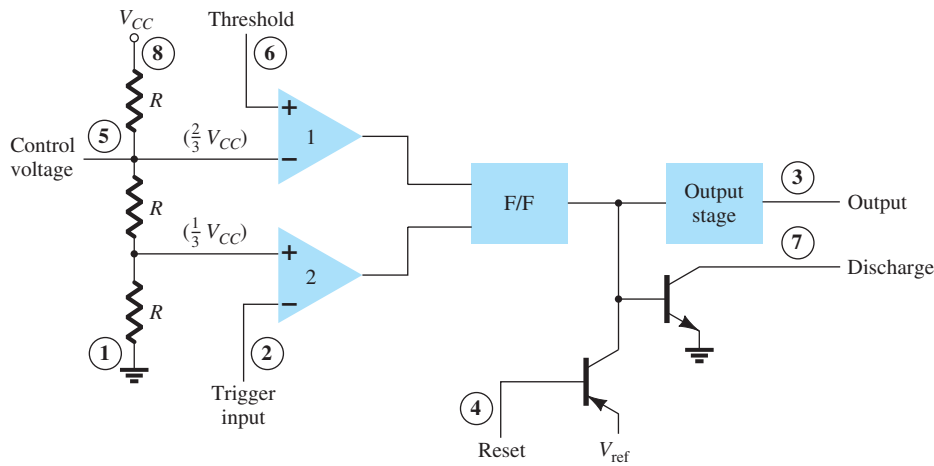 V_CC
8
Threshold
6
R
5
Control
voltage
(2/3 V_CC)
+
1
−
R
(1/3 V_CC)
+
2
−
R
1
2
Trigger
input
F/F
Output
stage
3
Output
7
Discharge
4
Reset
V_ref